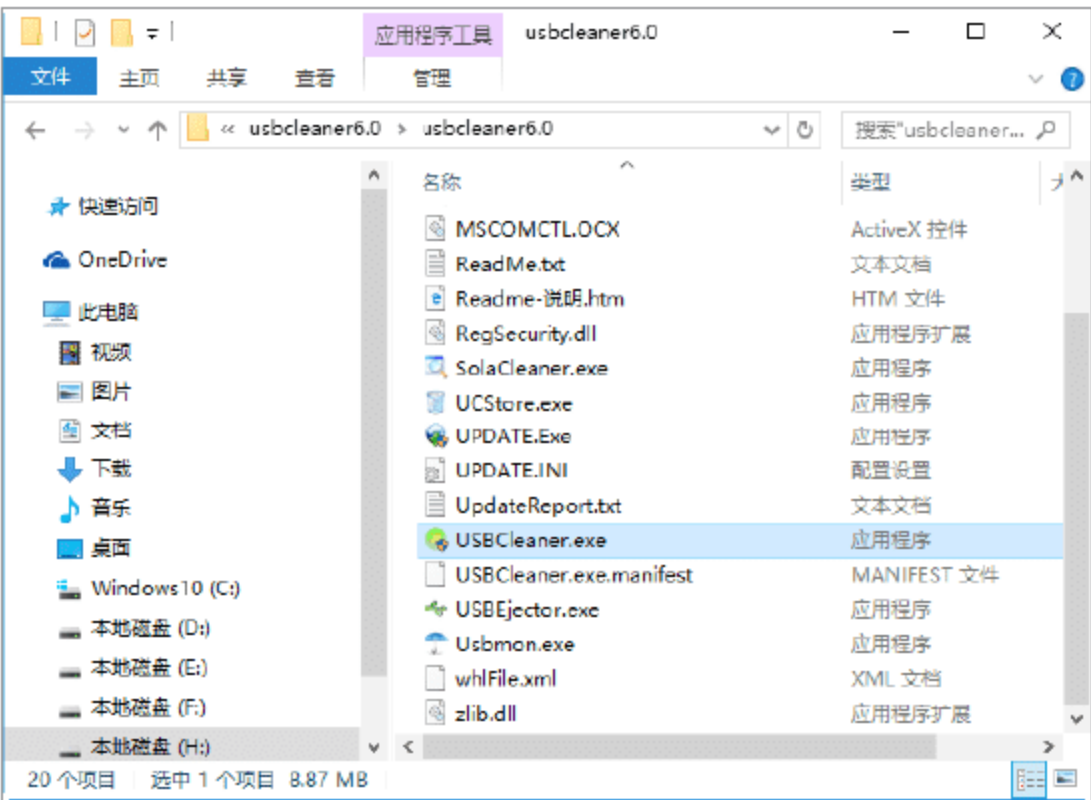 应用程序工具 usbcleaner6.0
文件 主页 共享 查看 管理
« usbcleaner6.0 > usbcleaner6.0 搜索"usbcleaner...
快速访问
OneDrive
此电脑
视频
图片
文档
下载
音乐
桌面
Windows10 (C:)
本地磁盘 (D:)
本地磁盘 (E:)
本地磁盘 (F:)
本地磁盘 (H:)
名称 类型
MSCOMCTL.OCX ActiveX 控件
ReadMe.txt 文本文档
Readme-说明.htm HTM 文件
RegSecurity.dll 应用程序扩展
SolaCleaner.exe 应用程序
UCStore.exe 应用程序
UPDATE.Exe 应用程序
UPDATE.INI 配置设置
UpdateReport.txt 文本文档
USBCleaner.exe 应用程序
USBCleaner.exe.manifest MANIFEST 文件
USBEjector.exe 应用程序
Usbmon.exe 应用程序
whlFile.xml XML 文档
zlib.dll 应用程序扩展
20 个项目 选中 1 个项目 8.87 MB